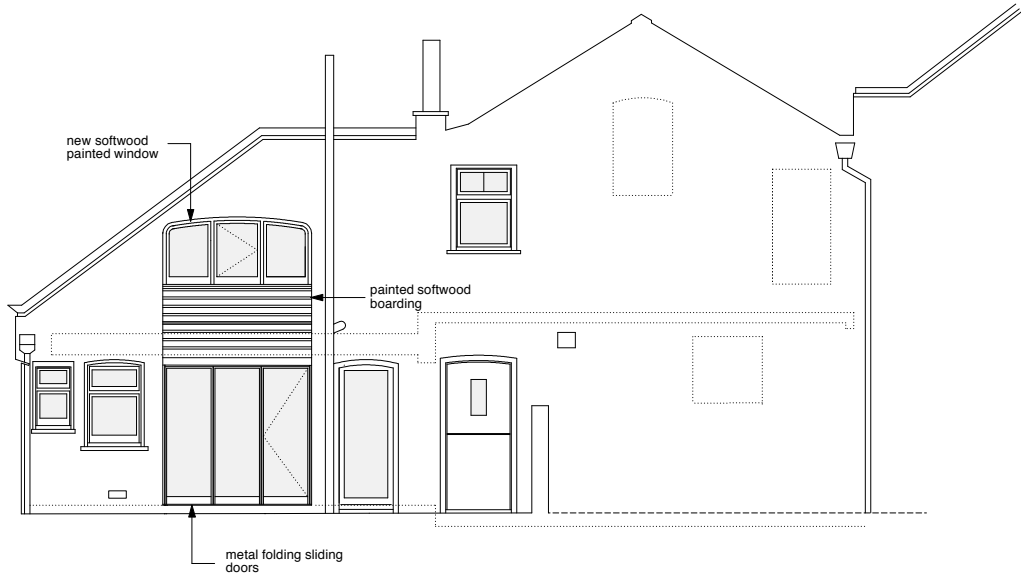 new softwood
painted window
painted softwood
boarding
metal folding sliding
doors